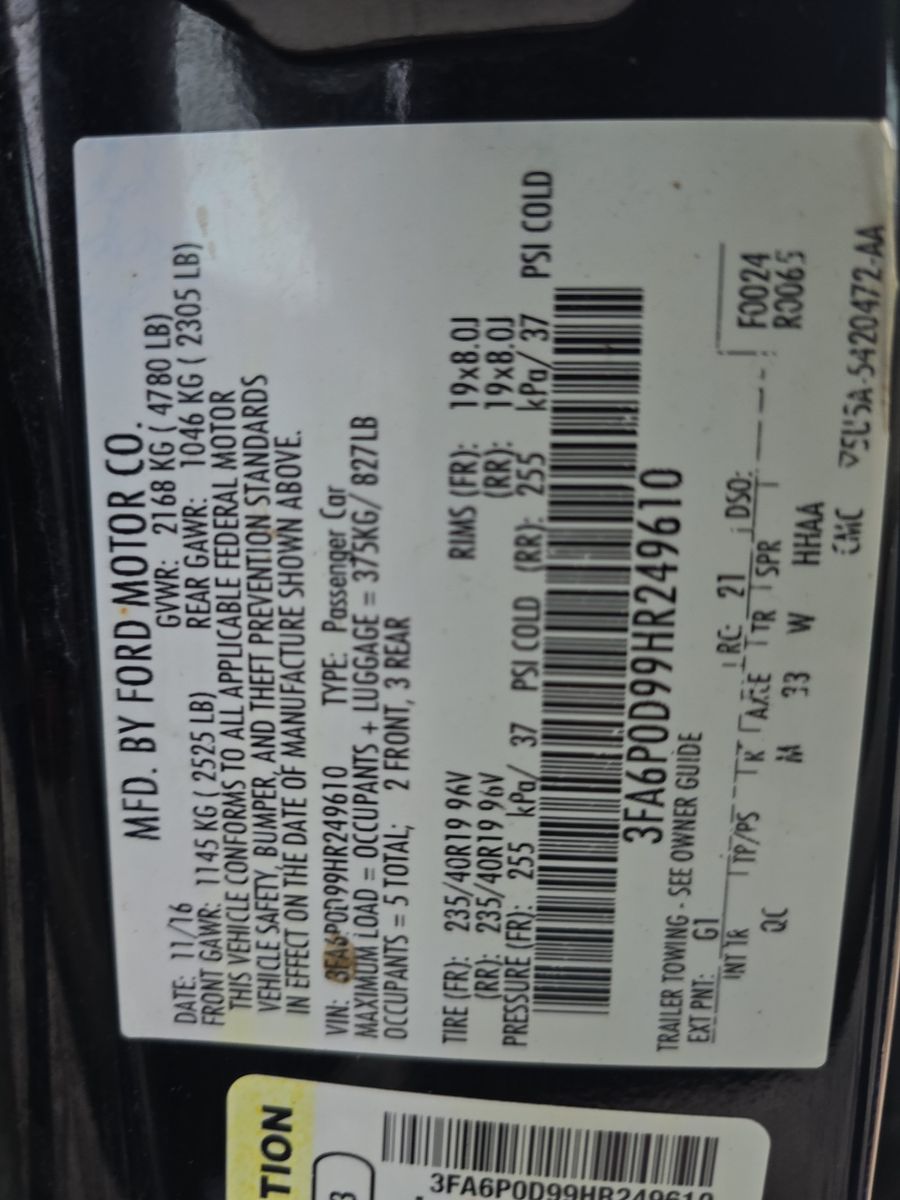 MFD. BY FORD MOTOR CO.
DATE: 11/16 GVWR: 2168 KG ( 4780 LB)
FRONT GAWR: 1145 KG ( 2525 LB) REAR GAWR: 1046 KG ( 2305 LB)
THIS VEHICLE CONFORMS TO ALL APPLICABLE FEDERAL MOTOR
VEHICLE SAFETY, BUMPER, AND THEFT PREVENTION STANDARDS
IN EFFECT ON THE DATE OF MANUFACTURE SHOWN ABOVE.
VIN: 3FA6P0D99HR249610 TYPE: Passenger Car
MAXIMUM LOAD = OCCUPANTS + LUGGAGE = 375KG/ 827LB
OCCUPANTS = 5 TOTAL; 2 FRONT, 3 REAR
TIRE (FR): 235/40R19 96V RIMS (FR): 19x8.0J
(RR): 235/40R19 96V (RR): 19x8.0J
PRESSURE (FR): 255 kPa/ 37 PSI COLD (RR): 255 kPa/ 37 PSI COLD
3FA6P0D99HR249610
TRAILER TOWING - SEE OWNER GUIDE
EXT PNT: G1 RC: 21 DSO: F0024
INT TR TP/PS R AXLE TR SPR R0065
QC M 33 W HHAA
TION
3FA6P0D99HR249610